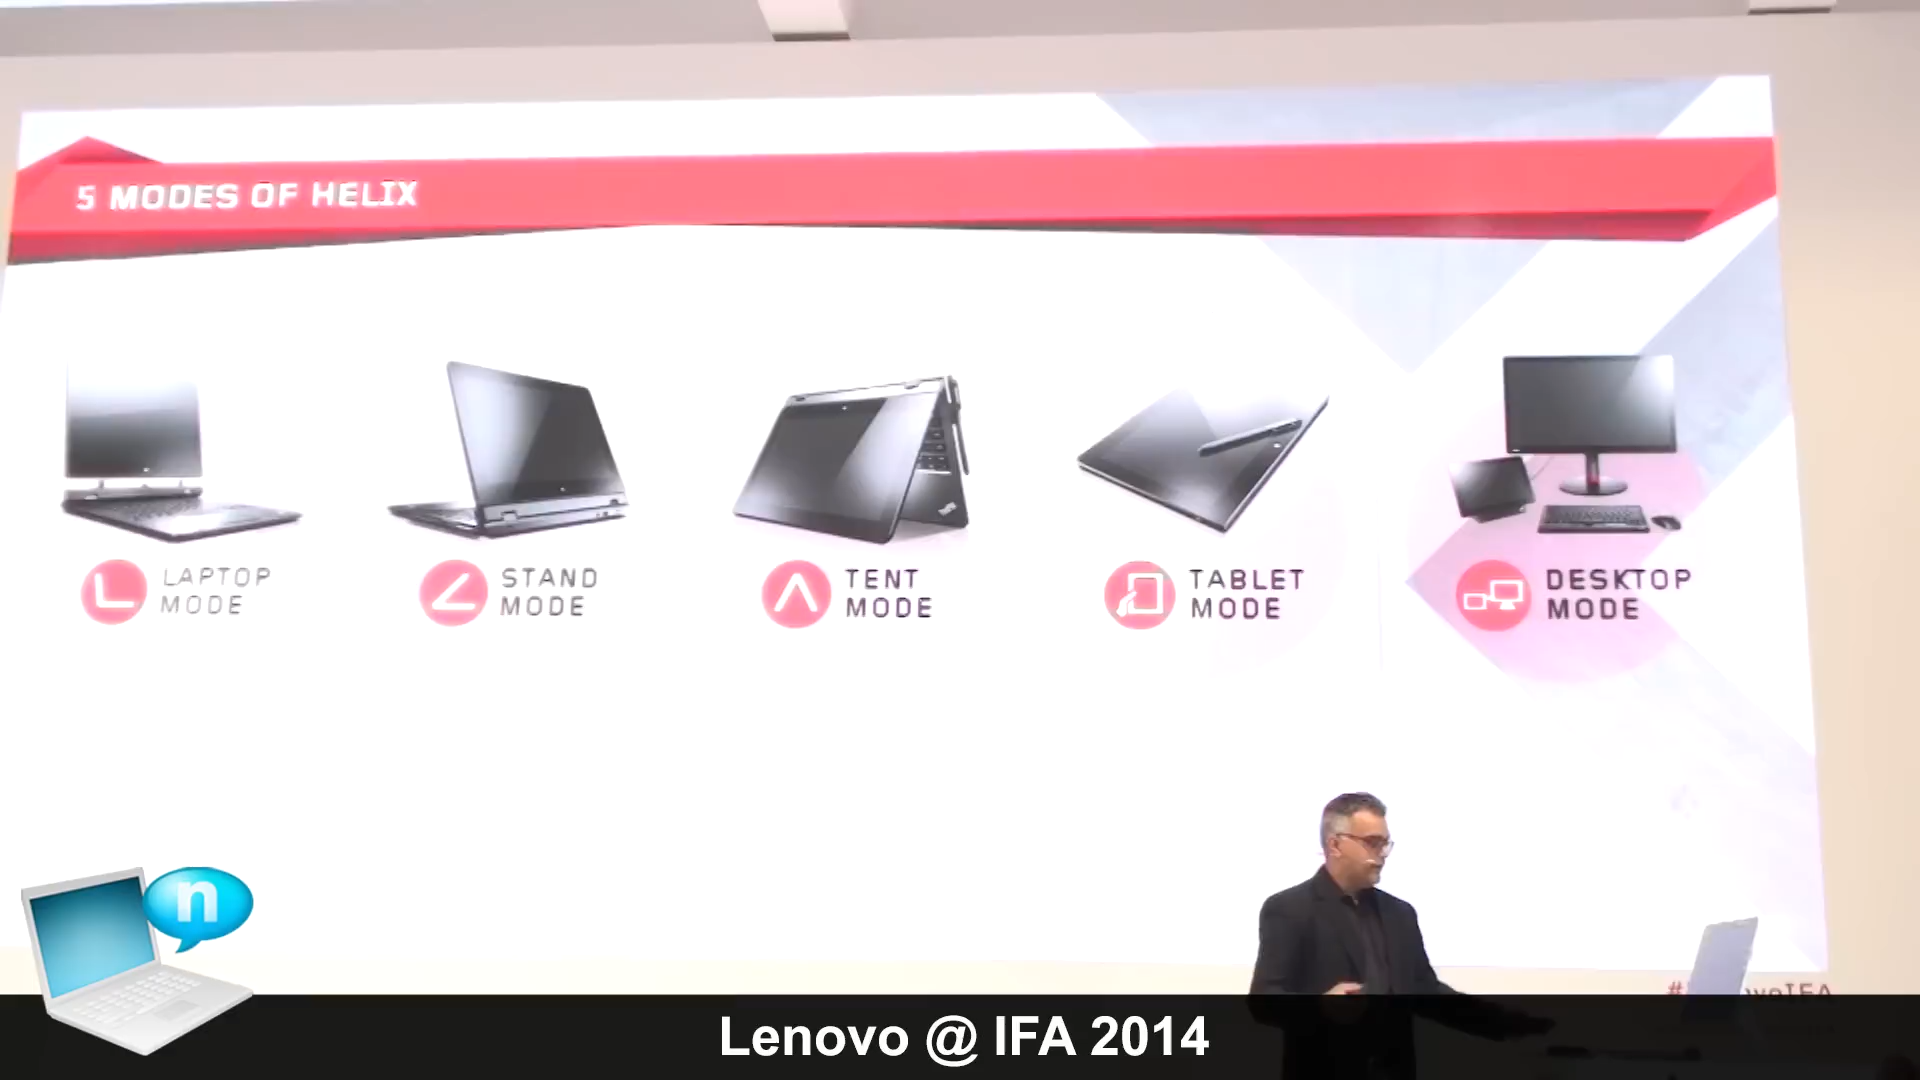 5 MODES OF HELIX
LAPTOP
MODE
STAND
MODE
TENT
MODE
TABLET
MODE
DESKTOP
MODE
n
Lenovo @ IFA 2014